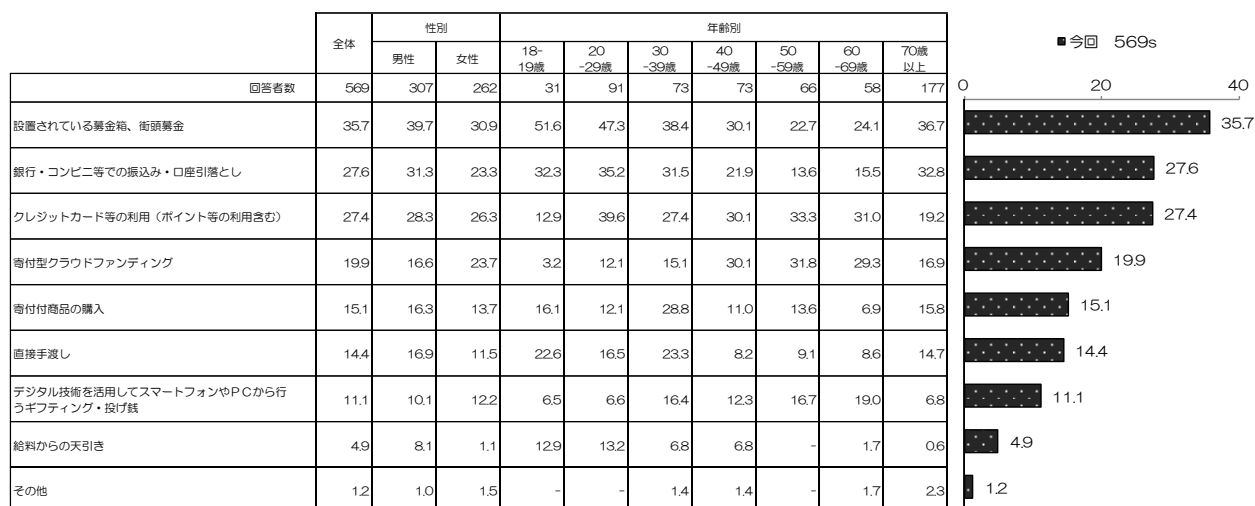 性別 年齢別
全体 男性 女性 18-19歳 20-29歳 30-39歳 40-49歳 50-59歳 60-69歳 70歳以上
回答者数 569 307 262 31 91 73 73 66 58 177
設置されている募金箱、街頭募金 35.7 39.7 30.9 51.6 47.3 38.4 30.1 22.7 24.1 36.7
銀行・コンビニ等での振込み・口座引落とし 27.6 31.3 23.3 32.3 35.2 31.5 21.9 13.6 15.5 32.8
クレジットカード等の利用（ポイント等の利用含む） 27.4 28.3 26.3 12.9 39.6 27.4 30.1 33.3 31.0 19.2
寄付型クラウドファンディング 19.9 16.6 23.7 3.2 12.1 15.1 30.1 31.8 29.3 16.9
寄付付商品の購入 15.1 16.3 13.7 16.1 12.1 28.8 11.0 13.6 6.9 15.8
直接手渡し 14.4 16.9 11.5 22.6 16.5 23.3 8.2 9.1 8.6 14.7
デジタル技術を活用してスマートフォンやＰＣから行
うギフティング・投げ銭 11.1 10.1 12.2 6.5 6.6 16.4 12.3 16.7 19.0 6.8
給料からの天引き 4.9 8.1 1.1 12.9 13.2 6.8 6.8 - 1.7 0.6
その他 1.2 1.0 1.5 - - 1.4 1.4 - 1.7 2.3
今回 569s
0 20 40
35.7
27.6
27.4
19.9
15.1
14.4
11.1
4.9
1.2